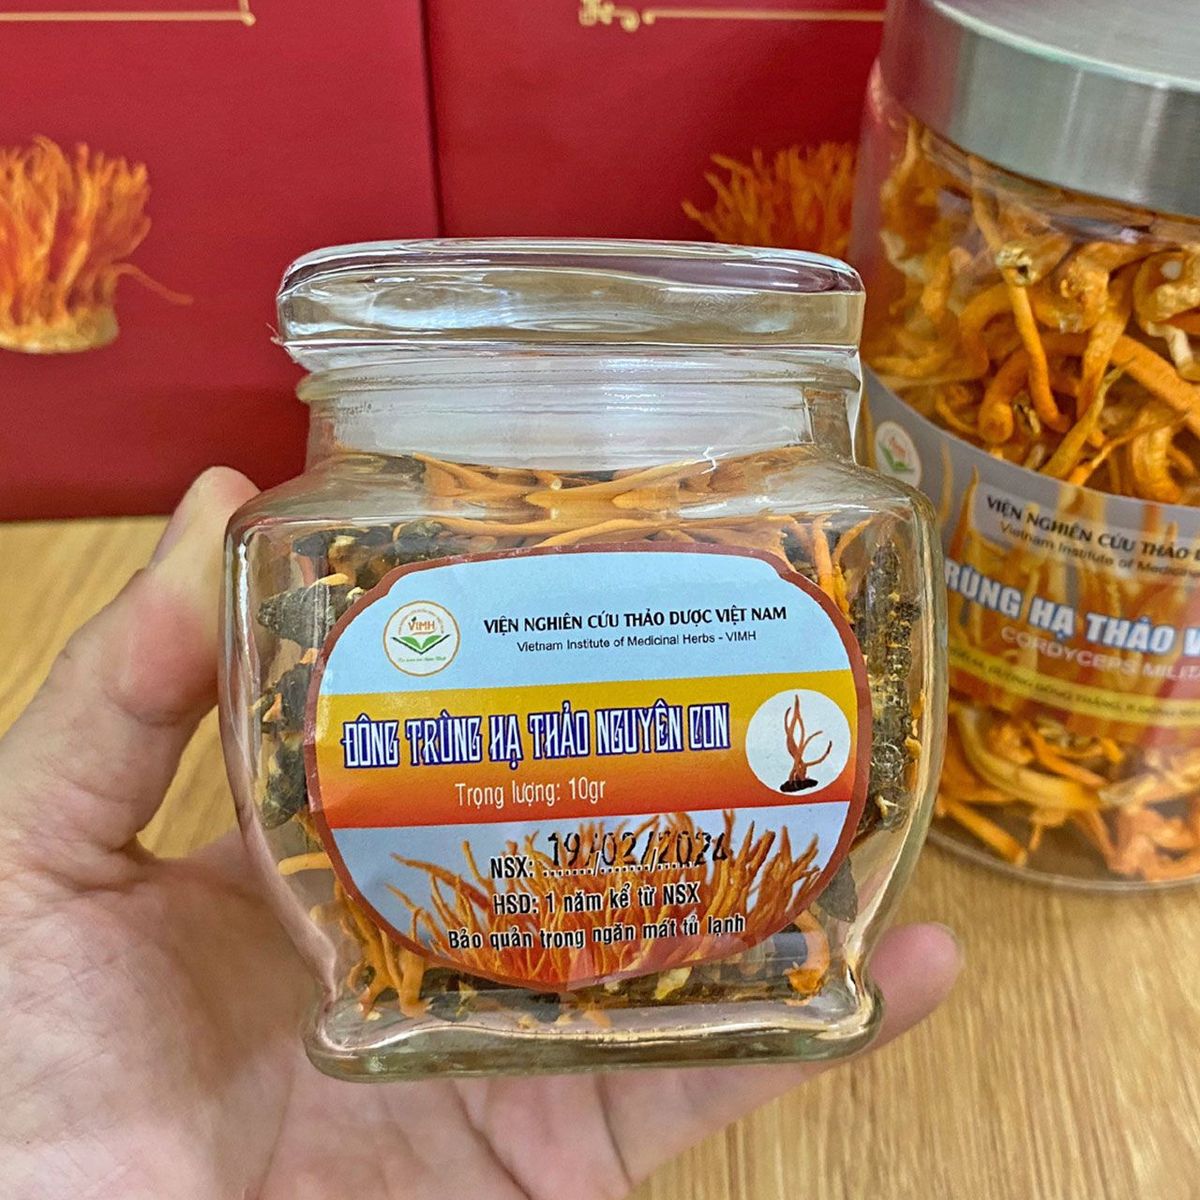 VIMH
VIỆN NGHIÊN CỨU THẢO DƯỢC VIỆT NAM
Vietnam Institute of Medicinal Herbs - VIMH
ĐÔNG TRÙNG HẠ THẢO NGUYÊN CON
Trọng lượng: 10gr
NSX: 19/02/2024
HSD: 1 năm kể từ NSX
Bảo quản trong ngăn mát tủ lạnh
VIỆN NGHIÊN CỨU THẢO
Vietnam Institute of Medicinal
TRÙNG HẠ THẢO
CORDYCEPS